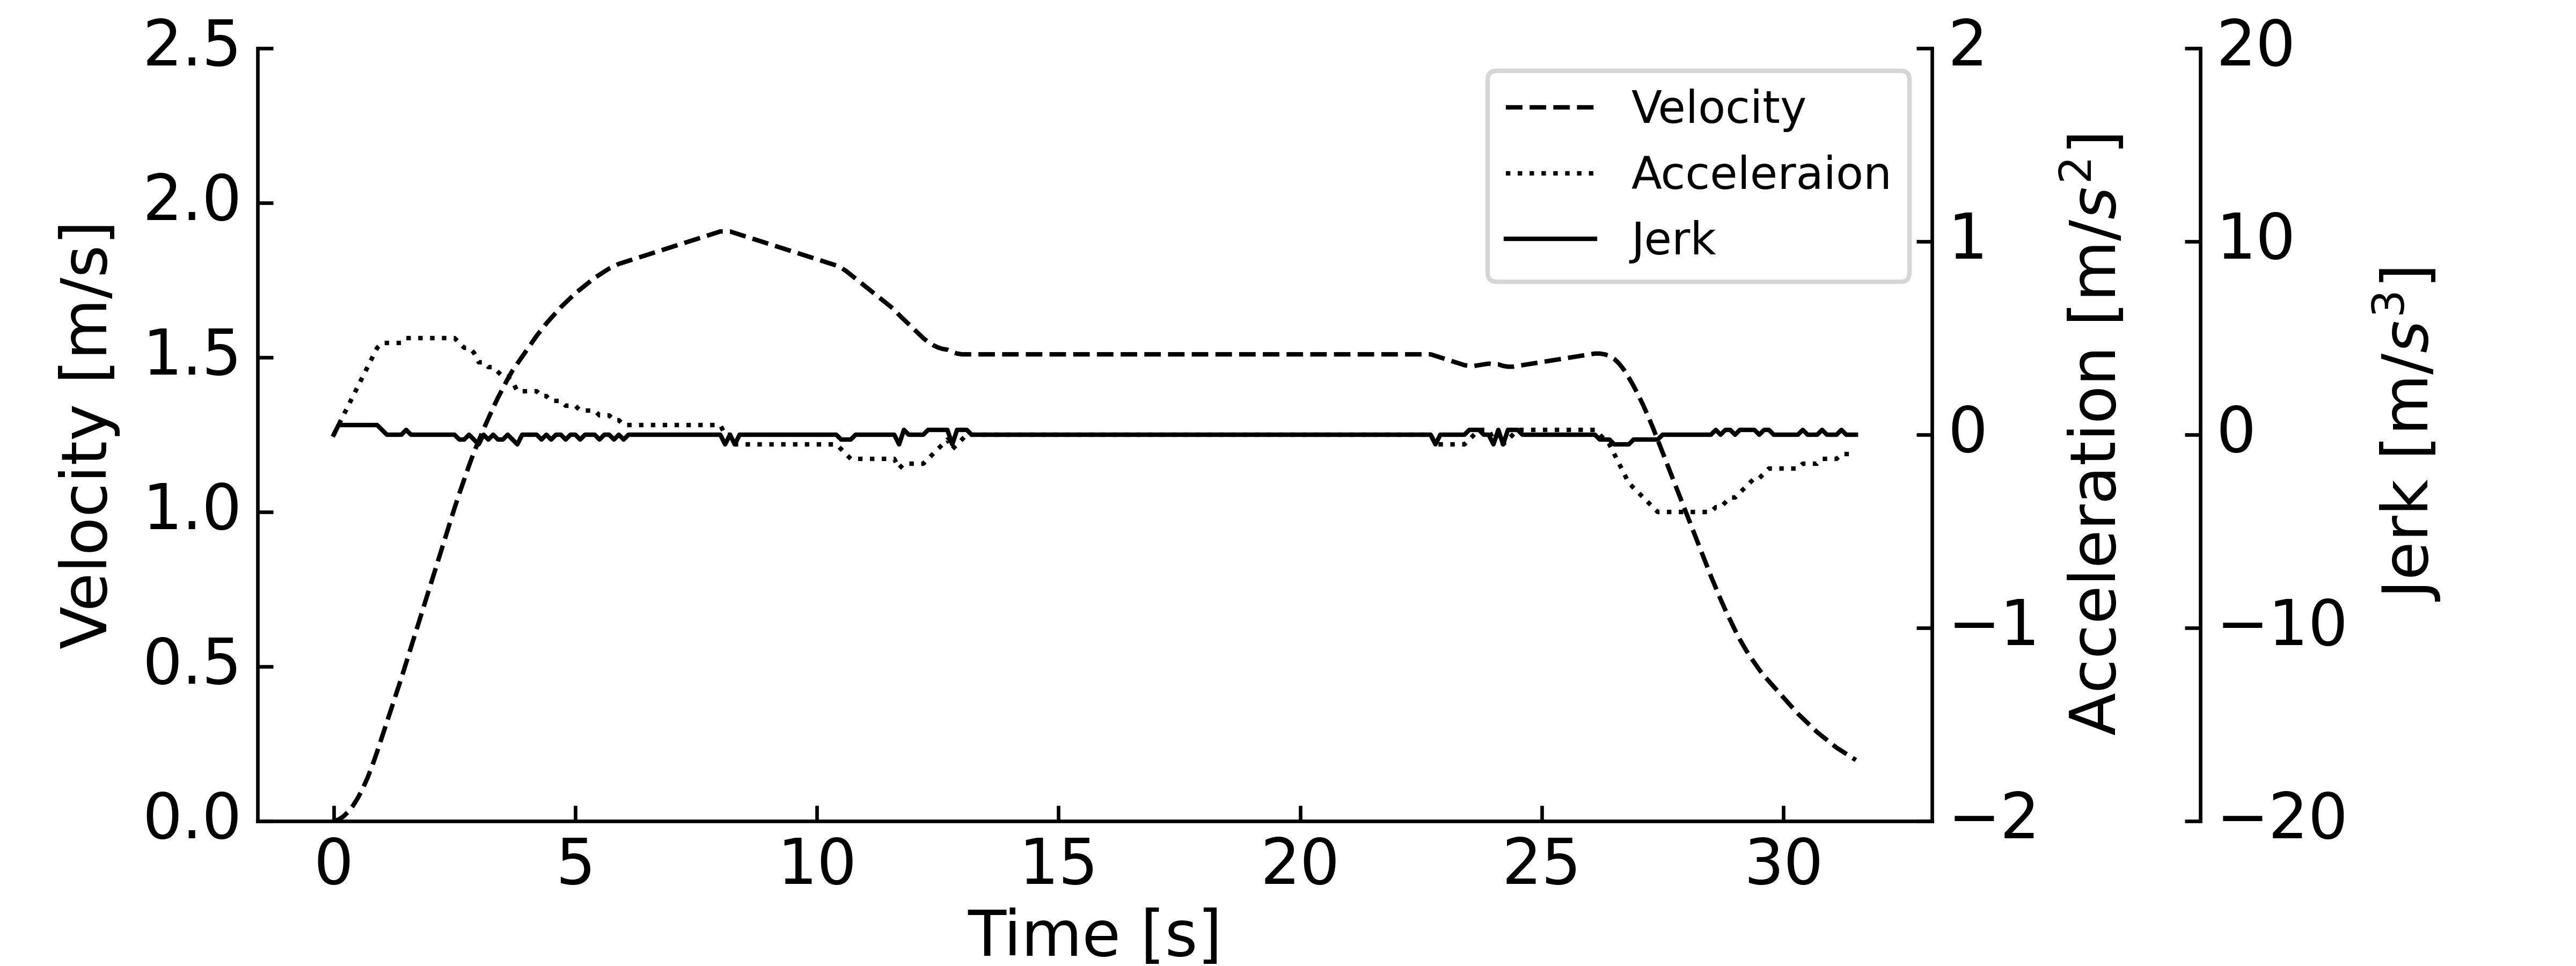 2.5
2.0
1.5
1.0
0.5
0.0
Velocity [m/s]
0 5 10 15 20 25 30
Time [s]
Velocity
Acceleraion
Jerk
2
1
0
−1
−2
Acceleration [m/s²]
20
10
0
−10
−20
Jerk [m/s³]